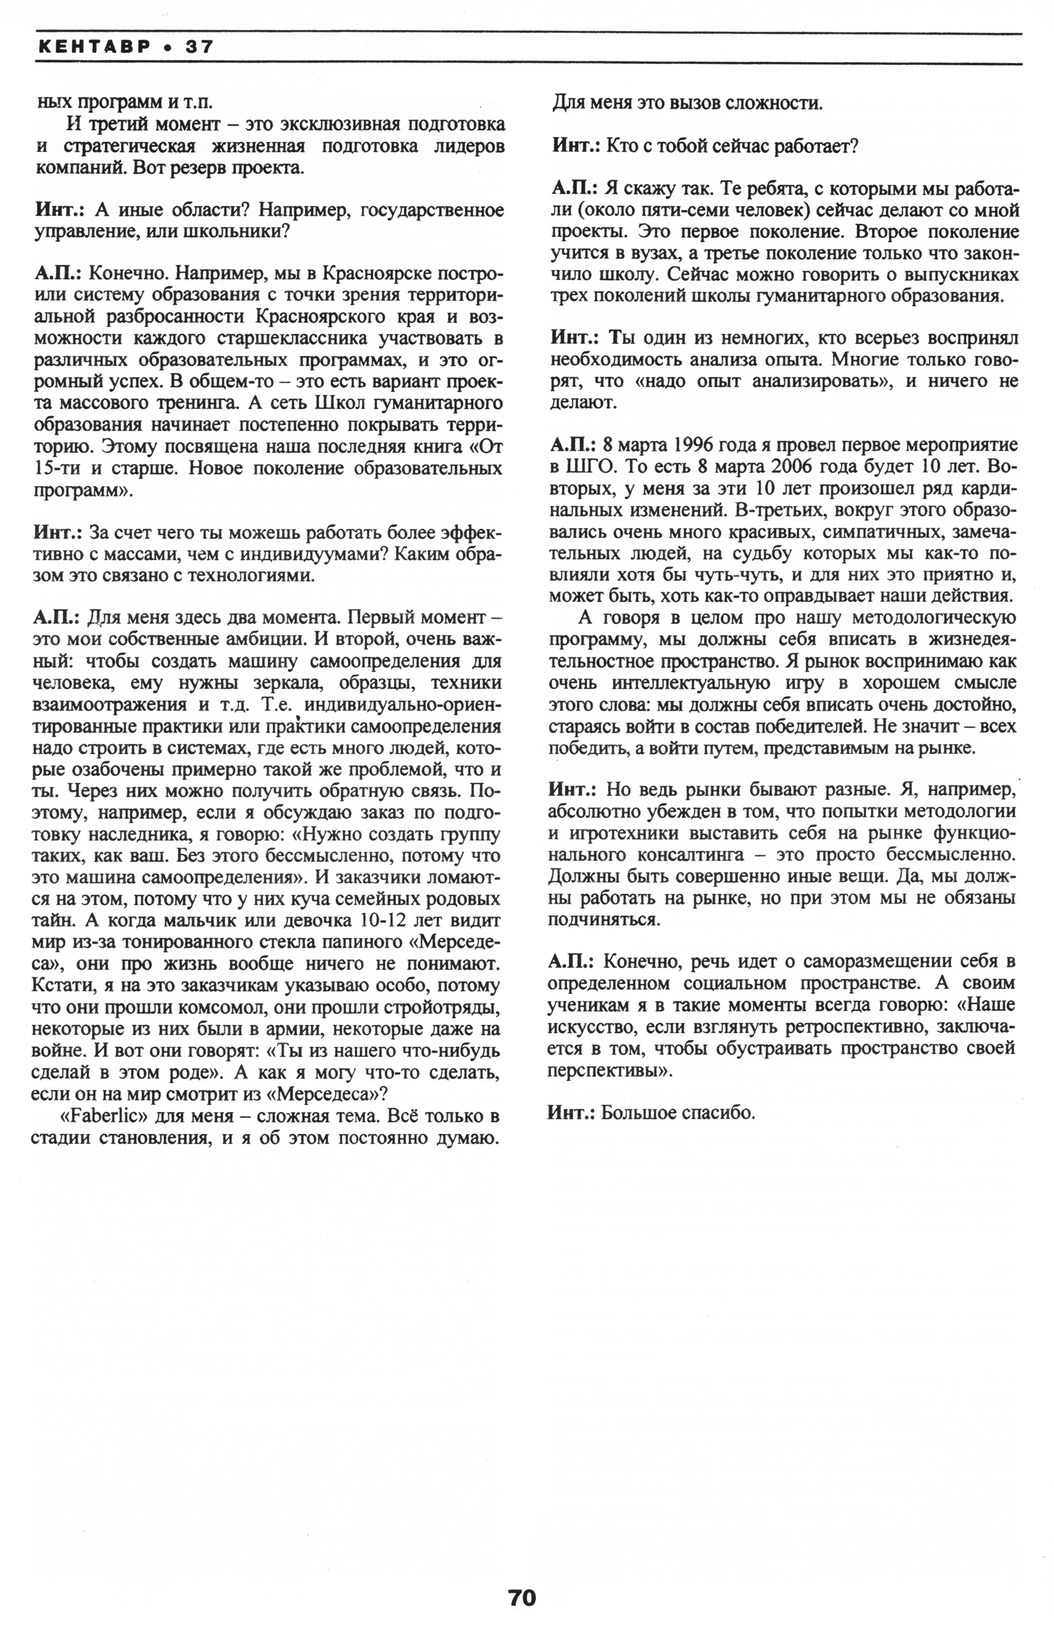 КЕНТАВР • 37
ных программ и т.п.
И третий момент – это эксклюзивная подготовка
и стратегическая жизненная подготовка лидеров
компаний. Вот резерв проекта.
Инт.: А иные области? Например, государственное
управление, или школьники?
А.П.: Конечно. Например, мы в Красноярске постро-
или систему образования с точки зрения территори-
альной разбросанности Красноярского края и воз-
можности каждого старшеклассника участвовать в
различных образовательных программах, и это ог-
ромный успех. В общем-то – это есть вариант проек-
та массового тренинга. А сеть Школ гуманитарного
образования начинает постепенно покрывать терри-
торию. Этому посвящена наша последняя книга «От
15-ти и старше. Новое поколение образовательных
программ».
Инт.: За счет чего ты можешь работать более эффек-
тивно с массами, чем с индивидуумами? Каким обра-
зом это связано с технологиями.
А.П.: Для меня здесь два момента. Первый момент –
это мои собственные амбиции. И второй, очень важ-
ный: чтобы создать машину самоопределения для
человека, ему нужны зеркала, образцы, техники
взаимоотражения и т.д. Т.е. индивидуально-ориен-
тированные практики или практики самоопределения
надо строить в системах, где есть много людей, кото-
рые озабочены примерно такой же проблемой, что и
ты. Через них можно получить обратную связь. По-
этому, например, если я обсуждаю заказ по подго-
товку наследника, я говорю: «Нужно создать группу
таких, как ваш. Без этого бессмысленно, потому что
это машина самоопределения». И заказчики ломают-
ся на этом, потому что у них куча семейных родовых
тайн. А когда мальчик или девочка 10-12 лет видит
мир из-за тонированного стекла папиного «Мерседе-
са», они про жизнь вообще ничего не понимают.
Кстати, я на это заказчикам указываю особо, потому
что они прошли комсомол, они прошли стройотряды,
некоторые из них были в армии, некоторые даже на
войне. И вот они говорят: «Ты из нашего что-нибудь
сделай в этом роде». А как я могу что-то сделать,
если он на мир смотрит из «Мерседеса»?
«Faberlic» для меня – сложная тема. Всё только в
стадии становления, и я об этом постоянно думаю.
Для меня это вызов сложности.
Инт.: Кто с тобой сейчас работает?
А.П.: Я скажу так. Те ребята, с которыми мы работа-
ли (около пяти-семи человек) сейчас делают со мной
проекты. Это первое поколение. Второе поколение
учится в вузах, а третье поколение только что закон-
чило школу. Сейчас можно говорить о выпускниках
трех поколений школы гуманитарного образования.
Инт.: Ты один из немногих, кто всерьез воспринял
необходимость анализа опыта. Многие только гово-
рят, что «надо опыт анализировать», и ничего не
делают.
А.П.: 8 марта 1996 года я провел первое мероприятие
в ШГО. То есть 8 марта 2006 года будет 10 лет. Во-
вторых, у меня за эти 10 лет произошел ряд карди-
нальных изменений. В-третьих, вокруг этого образо-
вались очень много красивых, симпатичных, замеча-
тельных людей, на судьбу которых мы как-то по-
влияли хотя бы чуть-чуть, и для них это приятно и,
может быть, хоть как-то оправдывает наши действия.
А говоря в целом про нашу методологическую
программу, мы должны себя вписать в жизнедея-
тельностное пространство. Я рынок воспринимаю как
очень интеллектуальную игру в хорошем смысле
этого слова: мы должны себя вписать очень достойно,
стараясь войти в состав победителей. Не значит – всех
победить, а войти путем, представимым на рынке.
Инт.: Но ведь рынки бывают разные. Я, например,
абсолютно убежден в том, что попытки методологии
и игротехники выставить себя на рынке функцио-
нального консалтинга – это просто бессмысленно.
Должны быть совершенно иные вещи. Да, мы долж-
ны работать на рынке, но при этом мы не обязаны
подчиняться.
А.П.: Конечно, речь идет о саморазмещении себя в
определенном социальном пространстве. А своим
ученикам я в такие моменты всегда говорю: «Наше
искусство, если взглянуть ретроспективно, заключа-
ется в том, чтобы обустраивать пространство своей
перспективы».
Инт.: Большое спасибо.
70